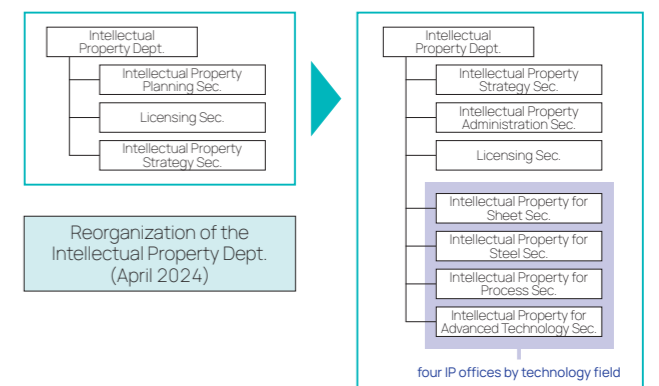 Intellectual
Property Dept.
Intellectual Property
Planning Sec.
Licensing Sec.
Intellectual Property
Strategy Sec.
Reorganization of the
Intellectual Property Dept.
(April 2024)
Intellectual
Property Dept.
Intellectual Property
Strategy Sec.
Intellectual Property
Administration Sec.
Licensing Sec.
Intellectual Property for
Sheet Sec.
Intellectual Property for
Steel Sec.
Intellectual Property for
Process Sec.
Intellectual Property for
Advanced Technology Sec.
four IP offices by technology field